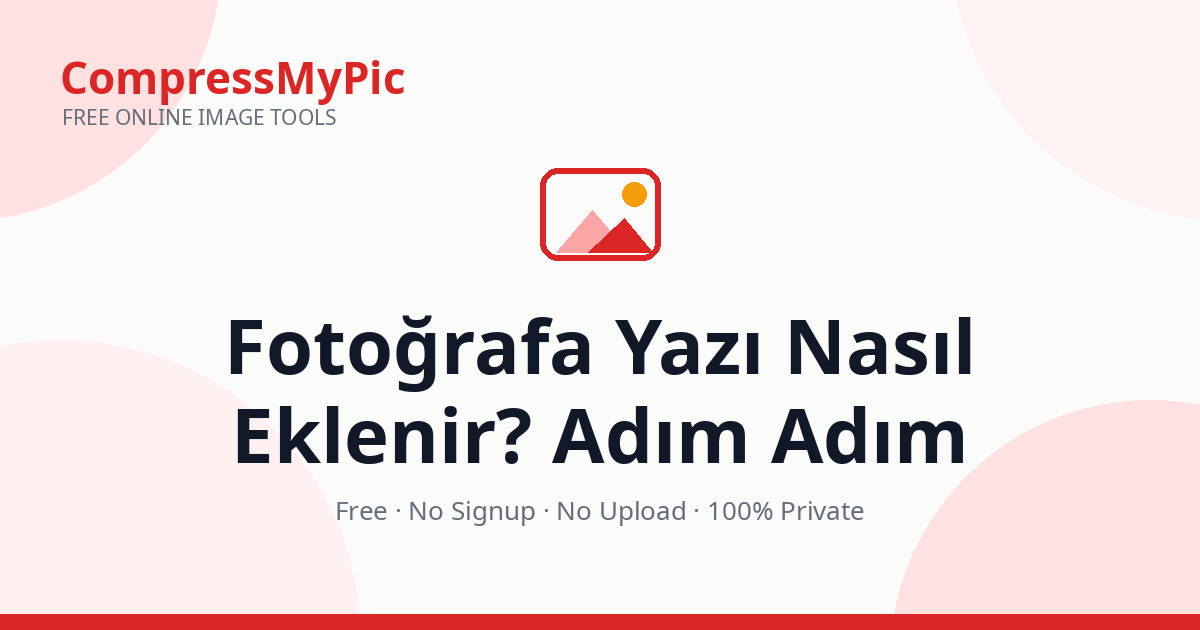 CompressMyPic
FREE ONLINE IMAGE TOOLS
Fotoğrafa Yazı Nasıl
Eklenir? Adım Adım
Free · No Signup · No Upload · 100% Private